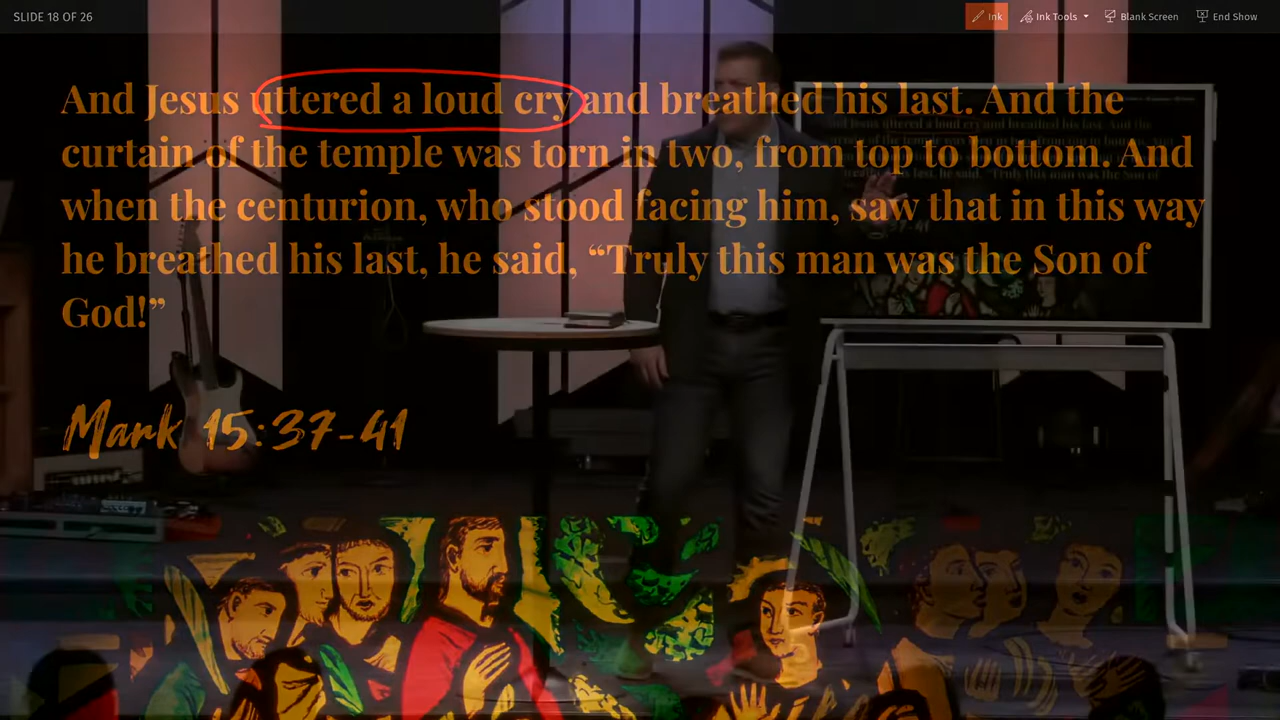 SLIDE 18 OF 26
Ink
Ink Tools
Blank Screen
End Show
And Jesus uttered a loud cry and breathed his last. And the
curtain of the temple was torn in two, from top to bottom. And
when the centurion, who stood facing him, saw that in this way
he breathed his last, he said, “Truly this man was the Son of
God!”
Mark 15:37-41